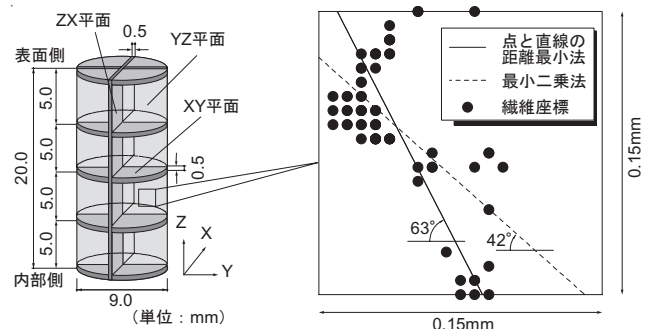 ZX平面
0.5
YZ平面
表面側
XY平面
5.0
5.0
5.0
5.0
20.0
0.5
Z
X
Y
内部側
9.0
(単位：mm)
点と直線の
距離最小法
最小二乗法
繊維座標
63°
42°
0.15mm
0.15mm